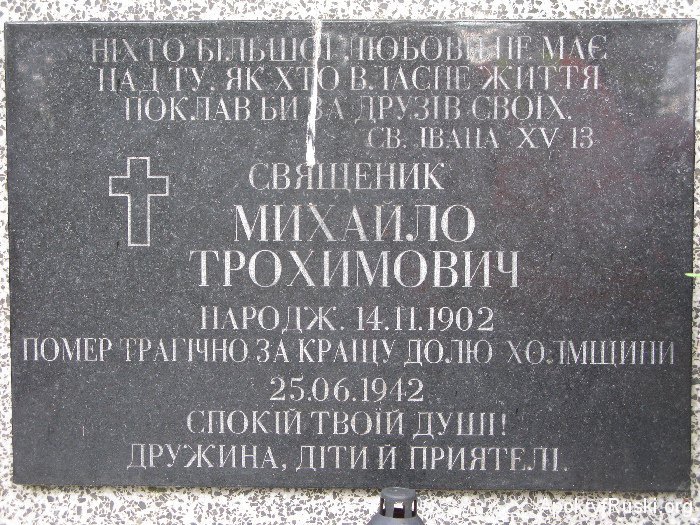 НІХТО БІЛЬШОЇ ЛЮБОВИ НЕ МАЄ
НАД ТУ, ЯК ХТО ВЛАСНЕ ЖИТТЯ
ПОКЛАВ БИ ЗА ДРУЗІВ СВОЇХ.
СВ. ІВАНА XV 13
СВЯЩЕНИК
МИХАЙЛО
ТРОХИМОВИЧ
НАРОДЖ. 14.11.1902
ПОМЕР ТРАГІЧНО ЗА КРАЩУ ДОЛЮ ХОЛМЩИНИ
25.06.1942
СПОКІЙ ТВОЇЙ ДУШІ!
ДРУЖИНА, ДІТИ Й ПРИЯТЕЛІ.
ApokryfRuski.org